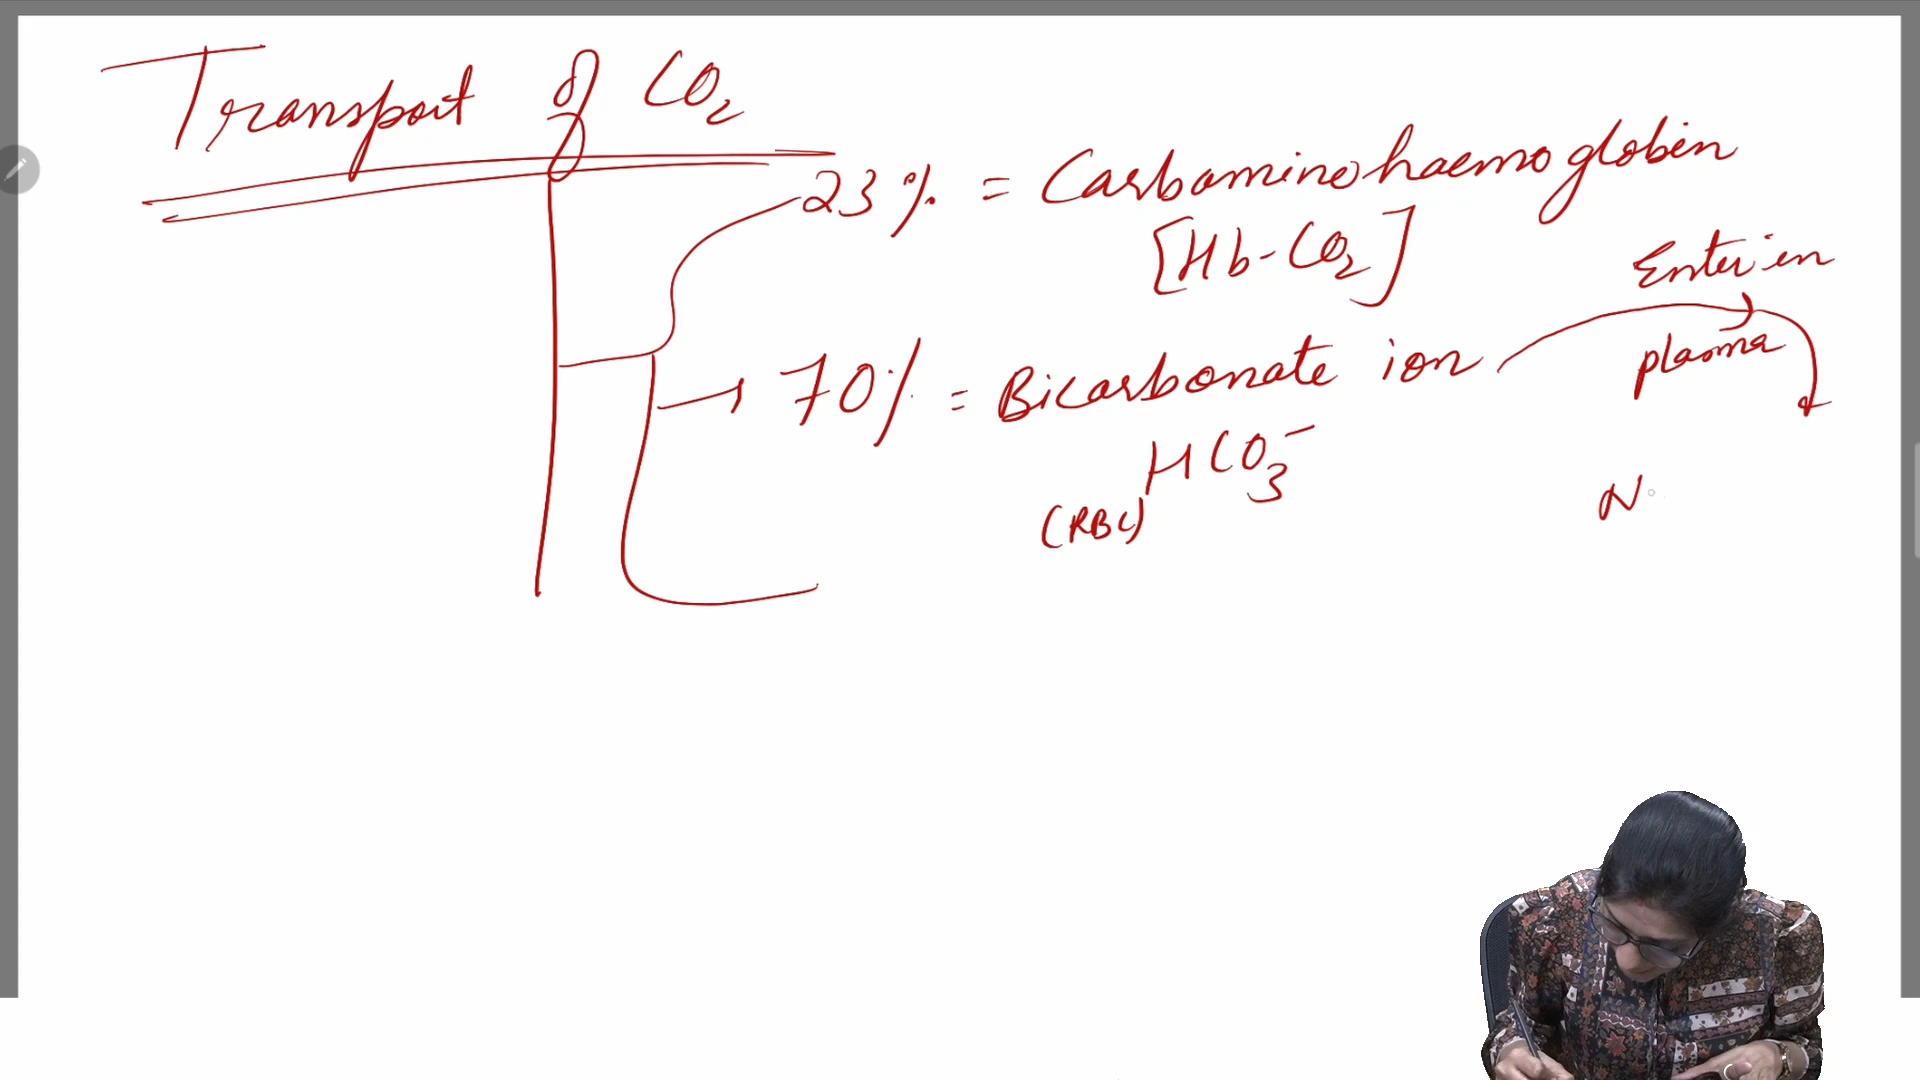 Transport of CO2
23% = Carbaminohaemoglobin
[Hb-CO2]
Enter in
plasma
70% = Bicarbonate ion
HCO3-
(RBC)
N